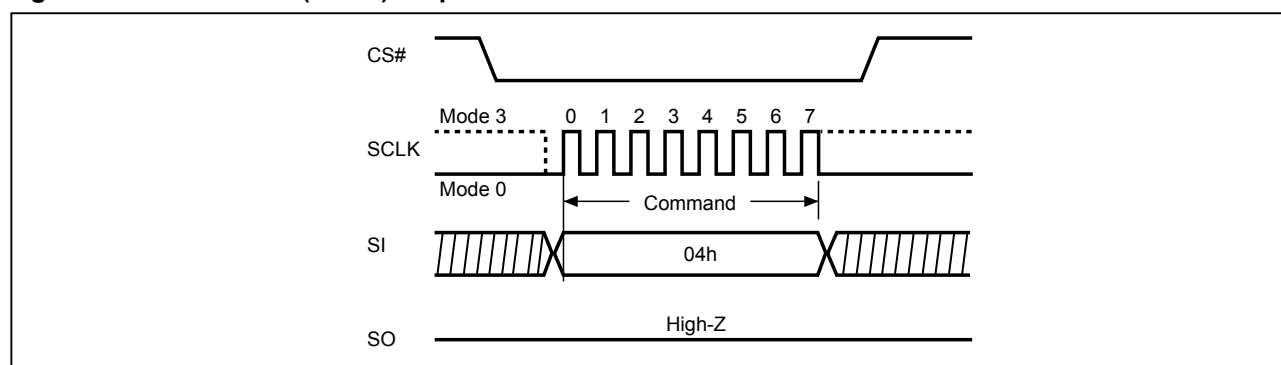 CS#
Mode 3
0 1 2 3 4 5 6 7
SCLK
Mode 0
Command
SI
04h
High-Z
SO